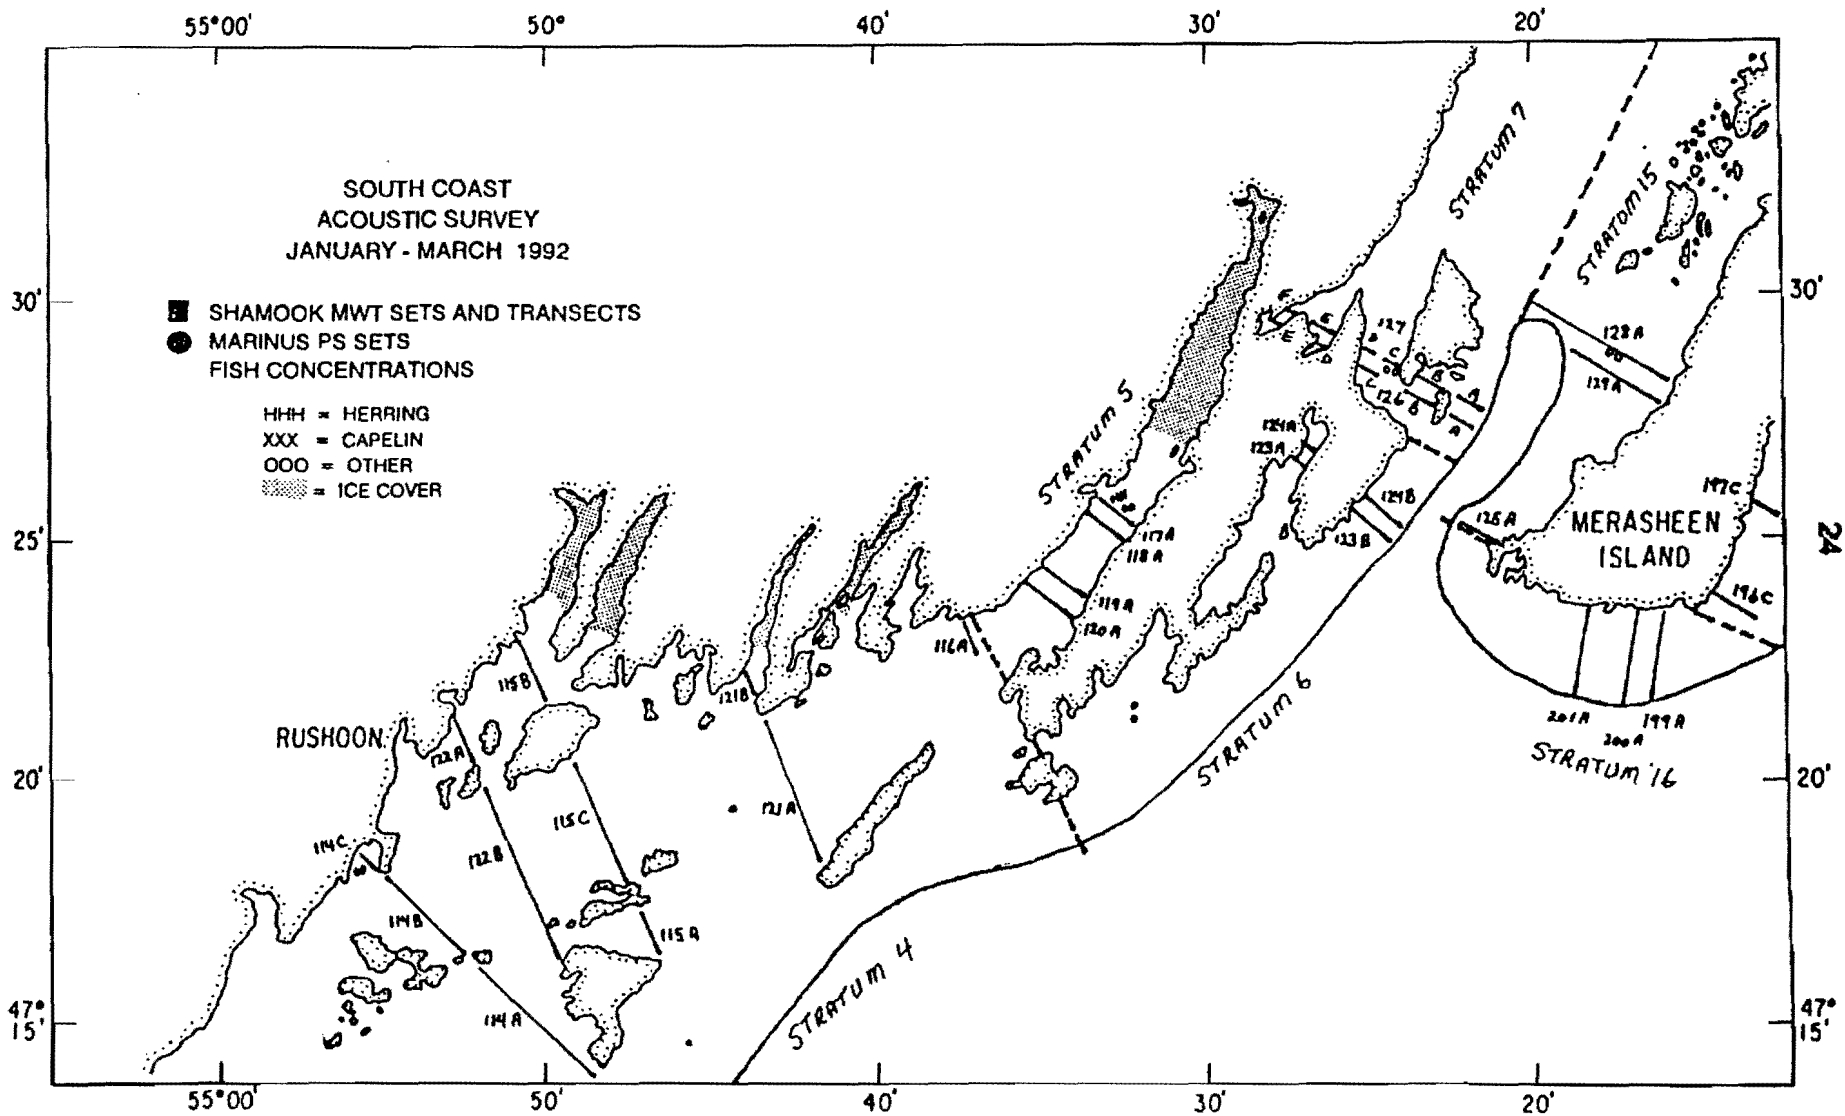 55°00'
50°
40'
30'
20'
SOUTH COAST
ACOUSTIC SURVEY
JANUARY - MARCH 1992
SHAMOOK MWT SETS AND TRANSECTS
MARINUS PS SETS
FISH CONCENTRATIONS
HHH = HERRING
XXX = CAPELIN
OOO = OTHER
= ICE COVER
30'
25'
20'
47°
15'
30'
24
20'
47°
15'
STRATUM 7
STRATUM 15
STRATUM 5
STRATUM 6
STRATUM 4
STRATUM 16
MERASHEEN
ISLAND
RUSHOON
128A
129A
127
126
124A
123A
124B
123B
125A
197C
196C
117A
118A
119A
120A
116A
201A
200A
199A
115B
121B
122A
121A
115C
122B
114C
114B
115A
114A
55°00'
50'
40'
30'
20'